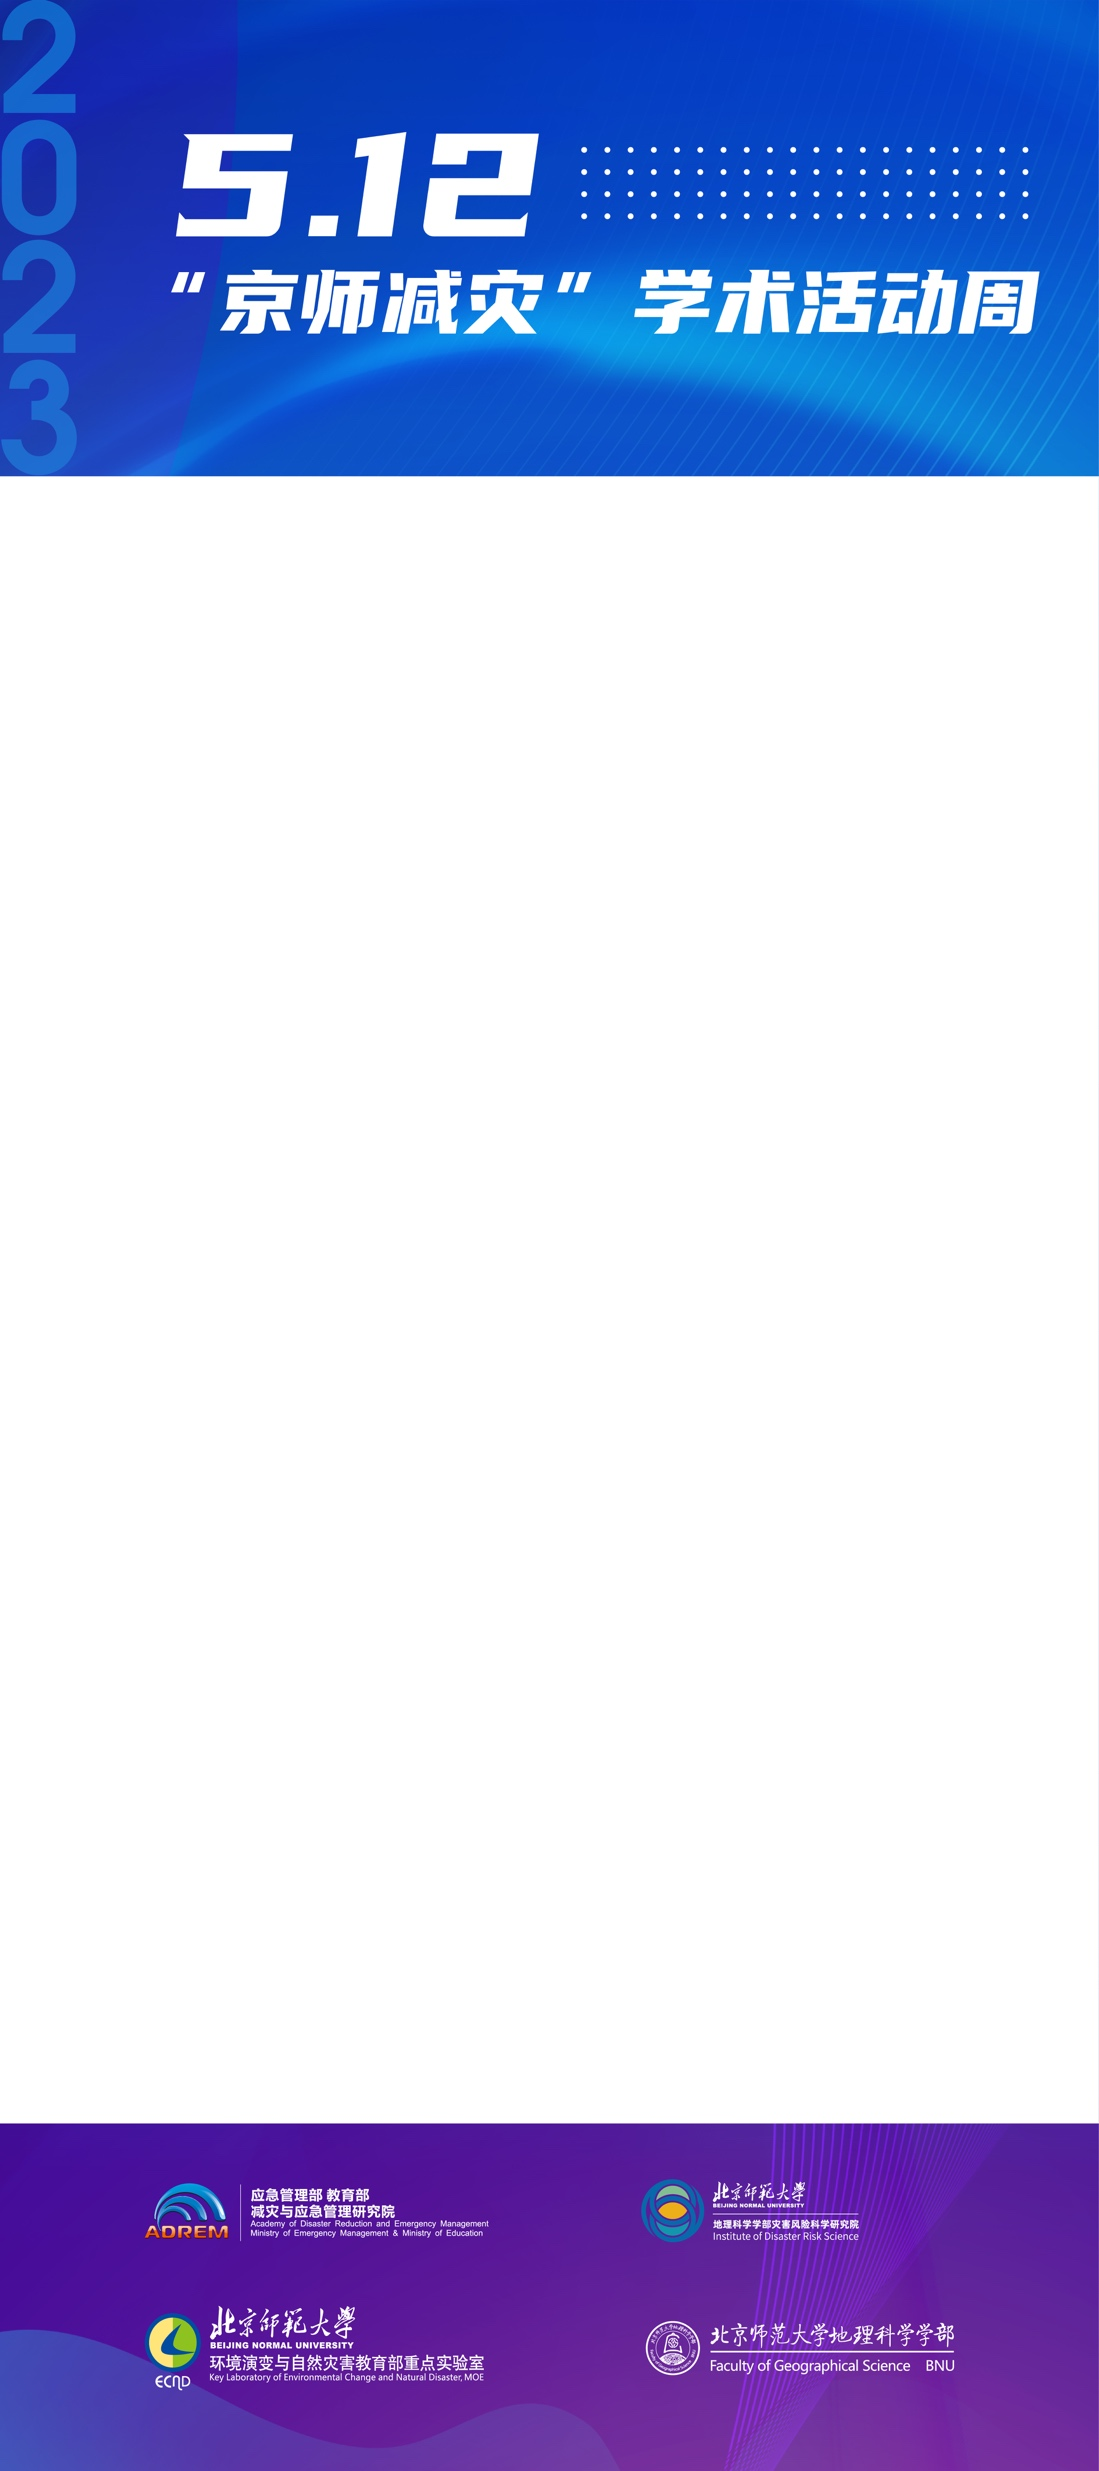 2023
5.12
“京师减灾” 学术活动周
ADREM
应急管理部 教育部
减灾与应急管理研究院
Academy of Disaster Reduction and Emergency Management
Ministry of Emergency Management & Ministry of Education
北京师范大学
BEIJING NORMAL UNIVERSITY
地理科学学部灾害风险科学研究院
Institute of Disaster Risk Science
ECND
北京师范大学
BEIJING NORMAL UNIVERSITY
环境演变与自然灾害教育部重点实验室
Key Laboratory of Environmental Change and Natural Disaster, MOE
北京师范大学地理科学学部
Faculty of Geographical Science BNU